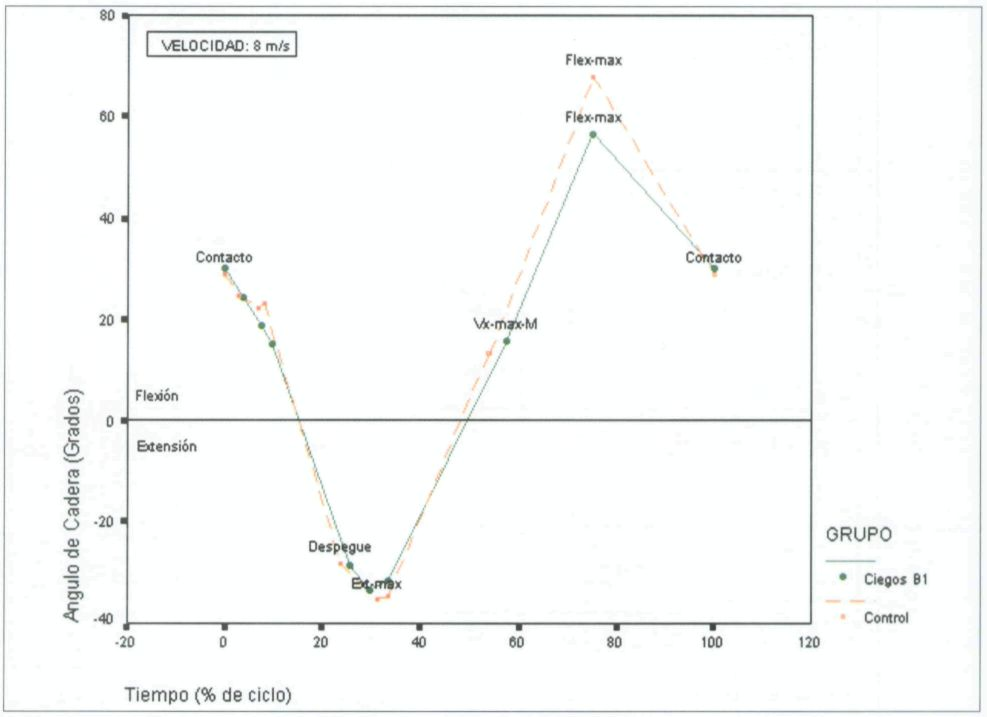 80
VELOCIDAD: 8 m/s
Flex-max
60
Flex-max
40
Contacto
Contacto
20
Vx-max-M
Flexión
0
Extensión
-20
Despegue
Ext-max
-40
-20 0 20 40 60 80 100 120
Angulo de Cadera (Grados)
Tiempo (% de ciclo)
GRUPO
Ciegos B1
Control